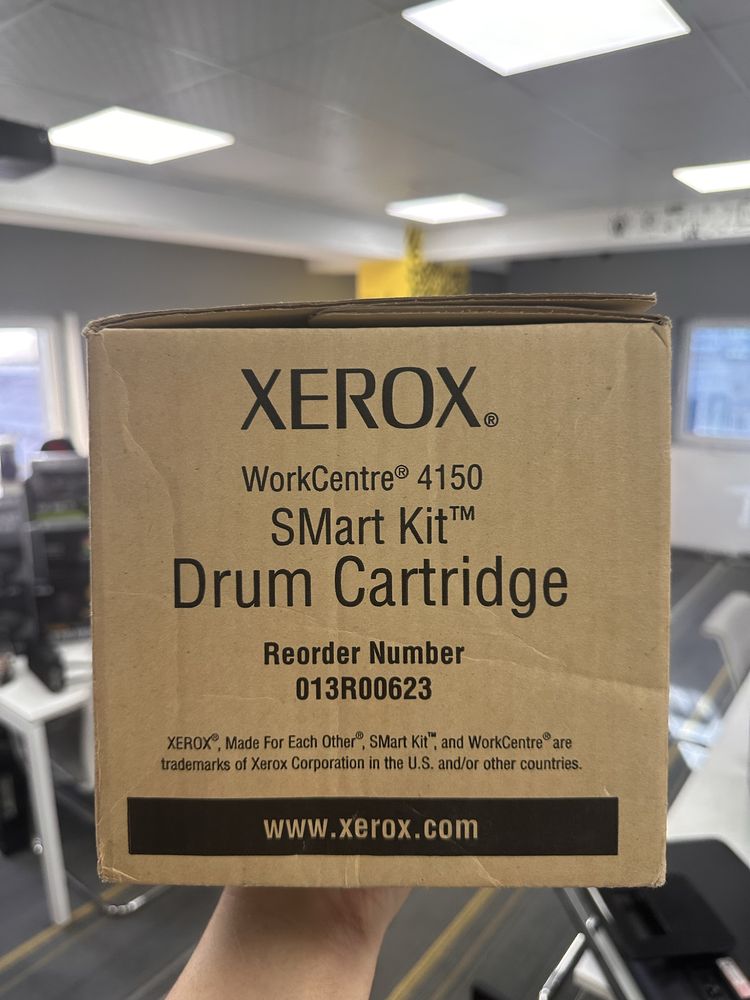 XEROX®
WorkCentre® 4150
SMart Kit™
Drum Cartridge
Reorder Number
013R00623
XEROX®, Made For Each Other®, SMart Kit™, and WorkCentre® are
trademarks of Xerox Corporation in the U.S. and/or other countries.
www.xerox.com